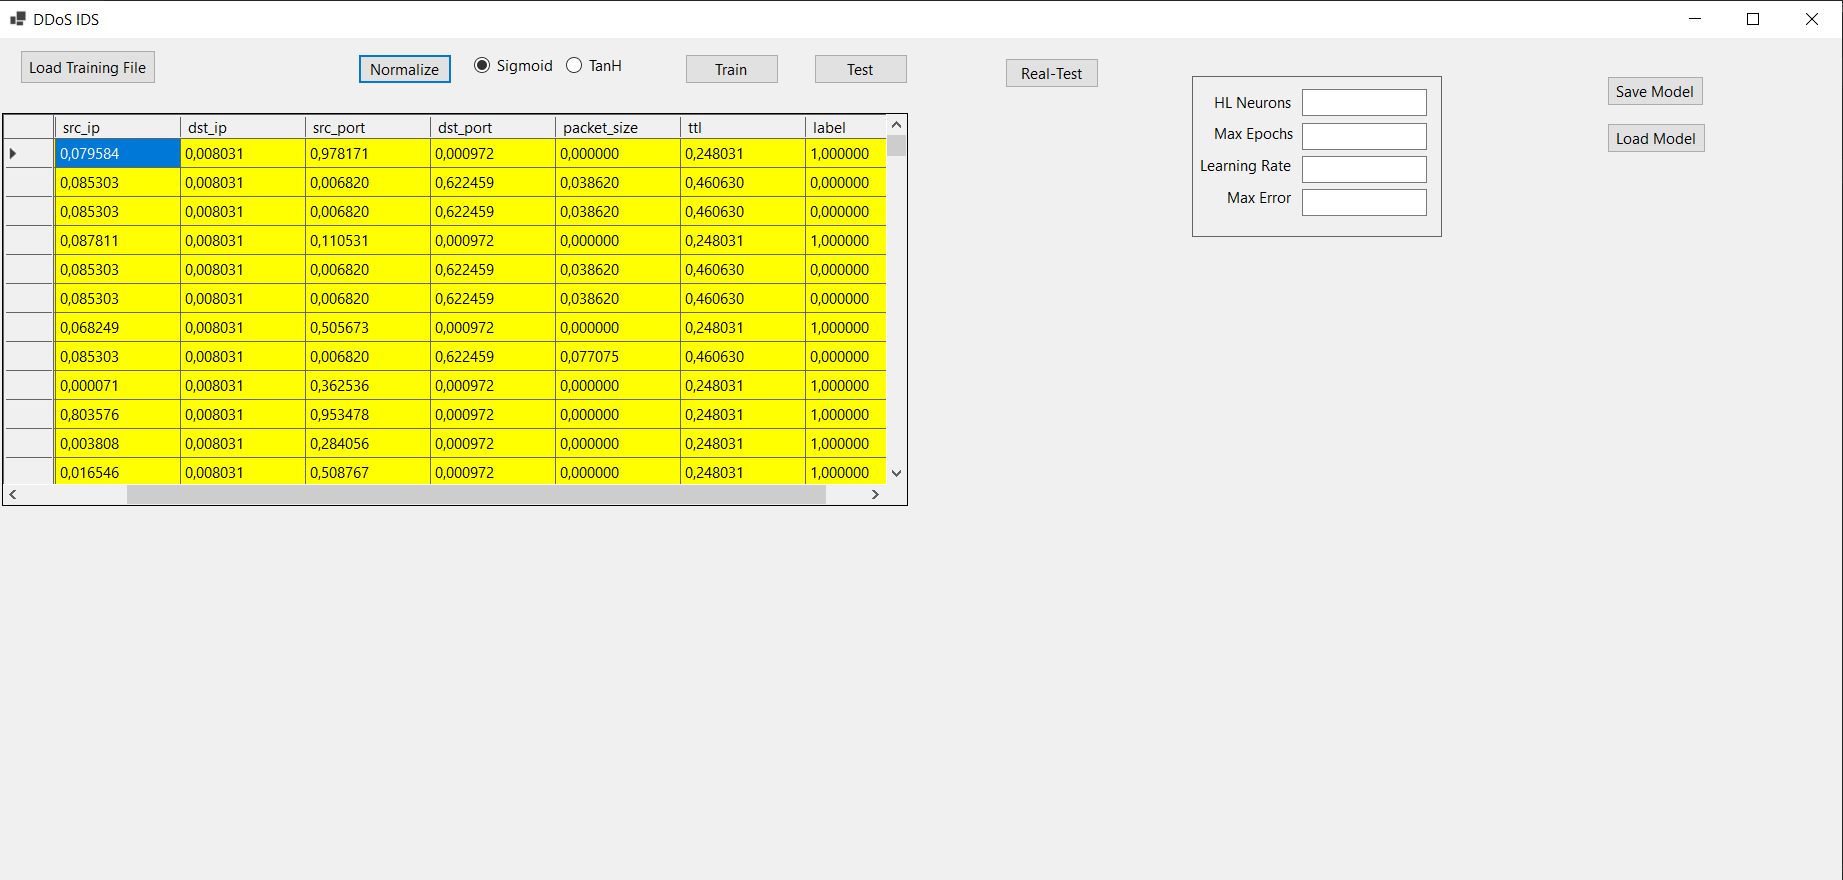 DDoS IDS
Load Training File Normalize Sigmoid TanH Train Test Real-Test
Save Model
HL Neurons
Max Epochs
Load Model
Learning Rate
Max Error
src_ip dst_ip src_port dst_port packet_size ttl label
0,079584 0,008031 0,978171 0,000972 0,000000 0,248031 1,000000
0,085303 0,008031 0,006820 0,622459 0,038620 0,460630 0,000000
0,085303 0,008031 0,006820 0,622459 0,038620 0,460630 0,000000
0,087811 0,008031 0,110531 0,000972 0,000000 0,248031 1,000000
0,085303 0,008031 0,006820 0,622459 0,038620 0,460630 0,000000
0,085303 0,008031 0,006820 0,622459 0,038620 0,460630 0,000000
0,068249 0,008031 0,505673 0,000972 0,000000 0,248031 1,000000
0,085303 0,008031 0,006820 0,622459 0,077075 0,460630 0,000000
0,000071 0,008031 0,362536 0,000972 0,000000 0,248031 1,000000
0,803576 0,008031 0,953478 0,000972 0,000000 0,248031 1,000000
0,003808 0,008031 0,284056 0,000972 0,000000 0,248031 1,000000
0,016546 0,008031 0,508767 0,000972 0,000000 0,248031 1,000000